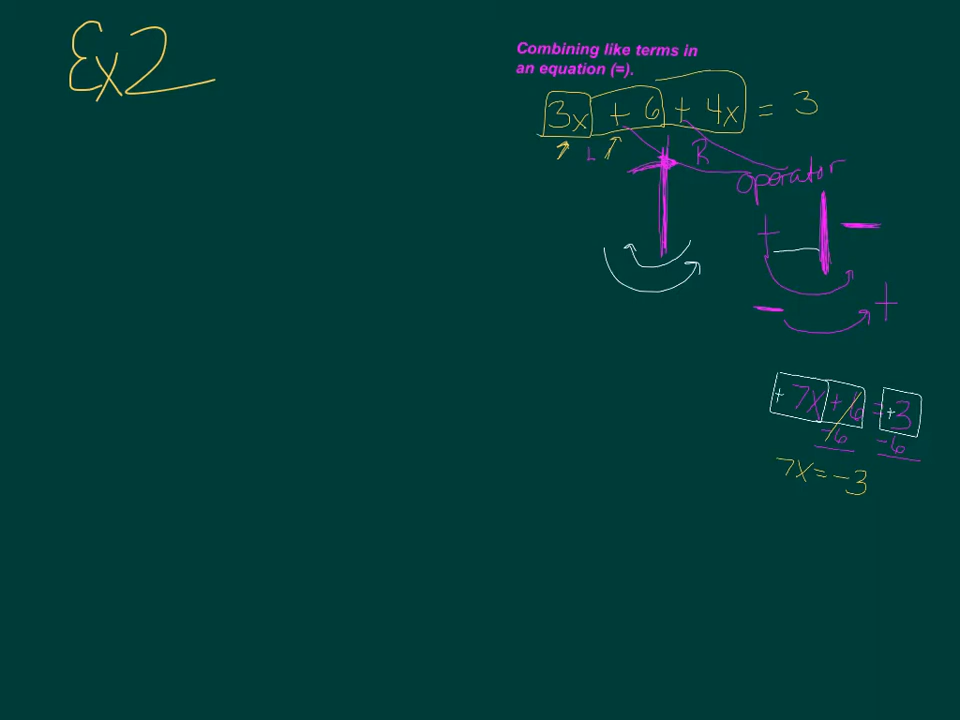 Ex2
Combining like terms in
an equation (=).
3x + 6 + 4x = 3
L R
operator
+ -
- +
+ 7x + 6 = +3
-6 -6
7x = -3